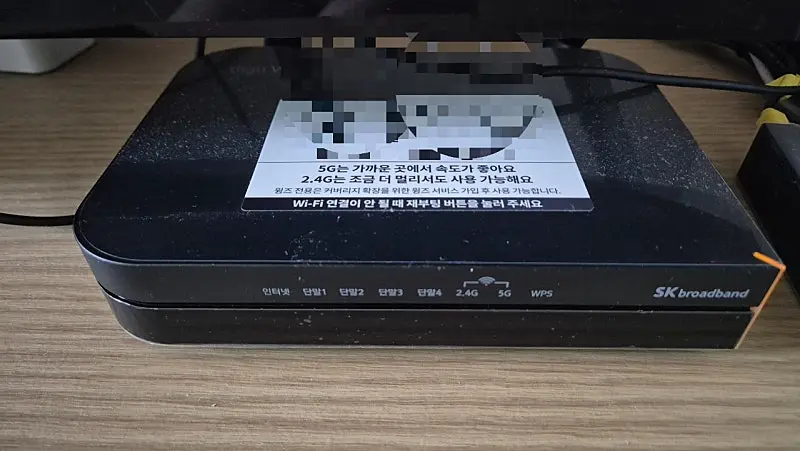 5G는 가까운 곳에서 속도가 좋아요
2.4G는 조금 더 멀리서도 사용 가능해요
윙즈 전용은 커버리지 확장을 위한 윙즈 서비스 가입 후 사용 가능합니다.
Wi-Fi 연결이 안 될 때 재부팅 버튼을 눌러 주세요
인터넷 단말1 단말2 단말3 단말4 2.4G 5G WPS
SK broadband